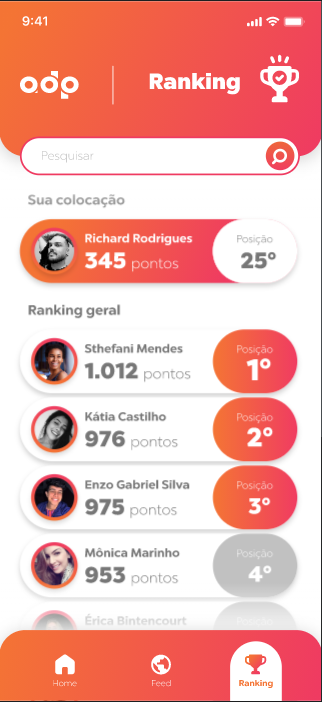 9:41
adp
Ranking
Pesquisar
Sua colocação
Richard Rodrigues
345 pontos
Posição
25º
Ranking geral
Sthefani Mendes
1.012 pontos
Posição
1º
Kátia Castilho
976 pontos
Posição
2º
Enzo Gabriel Silva
975 pontos
Posição
3º
Mônica Marinho
953 pontos
Posição
4º
Érica Bintencourt
Posição
Home
Feed
Ranking